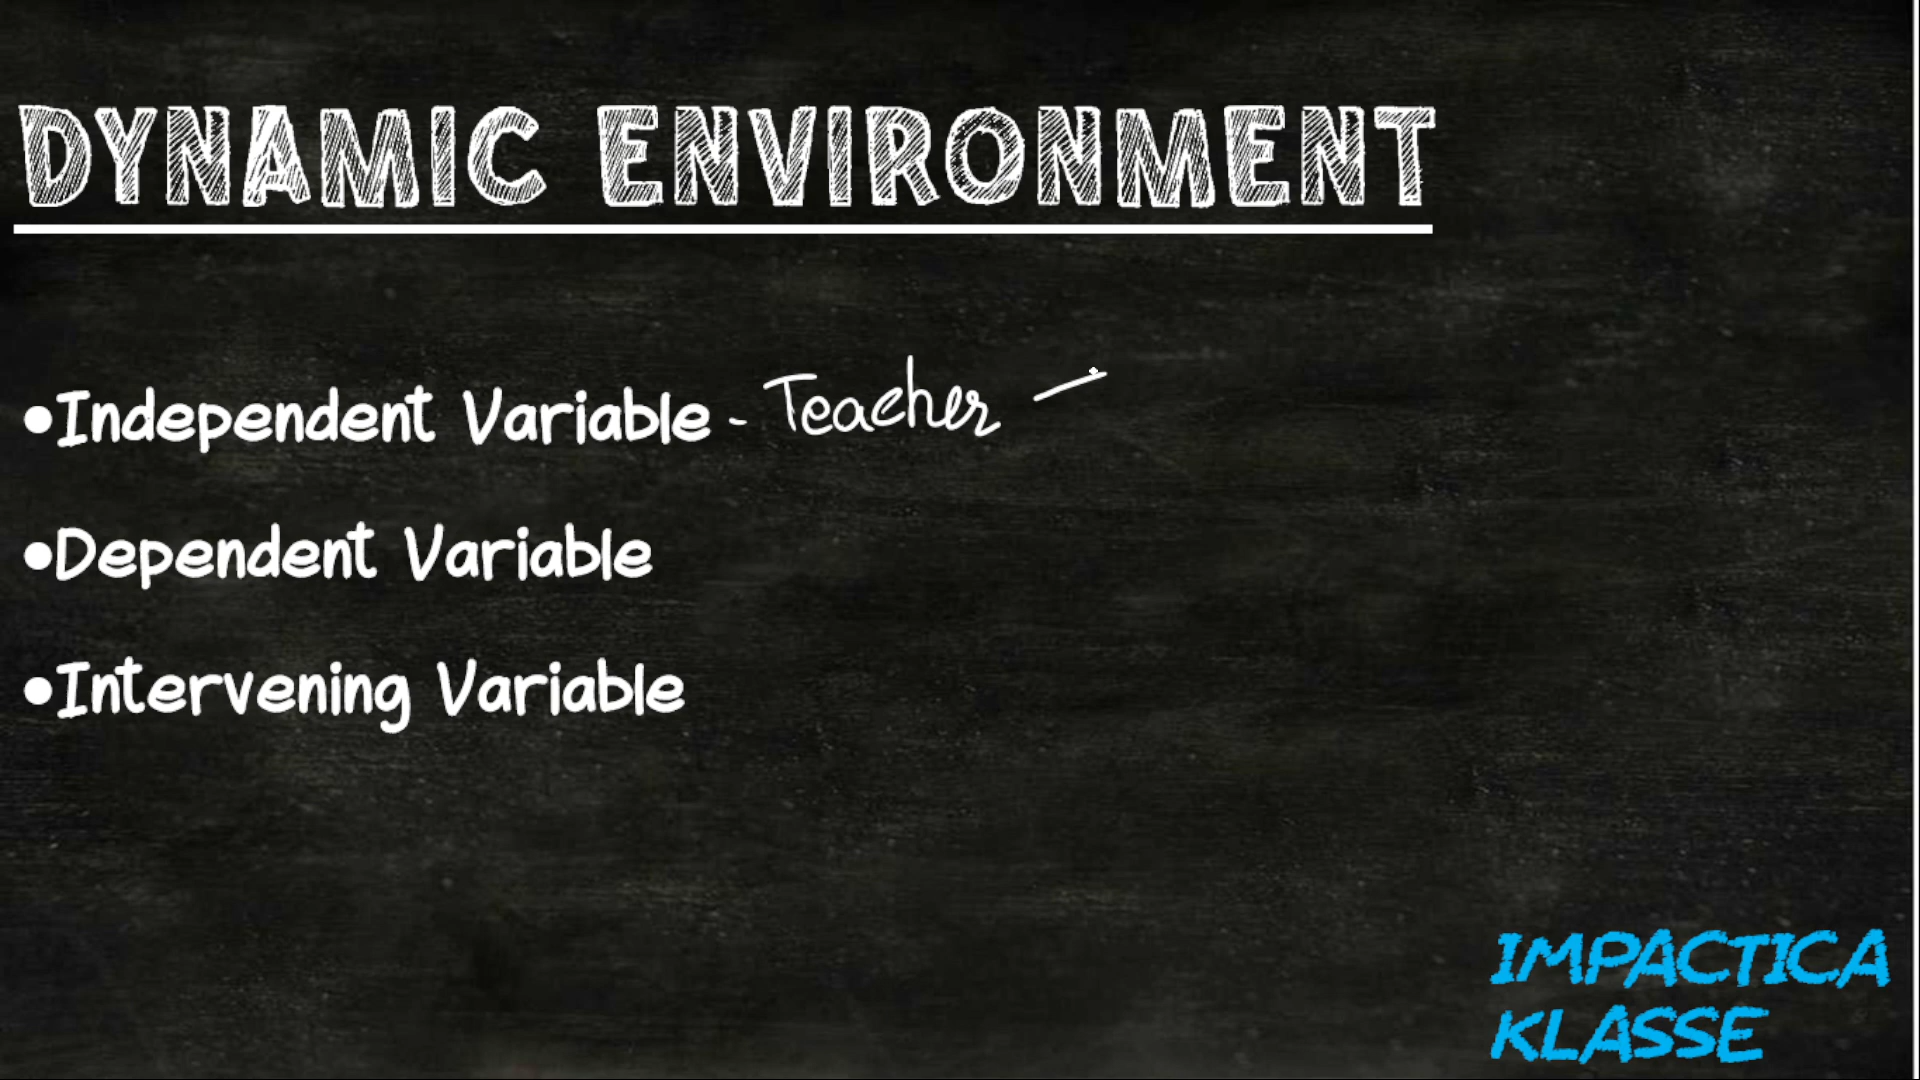 DYNAMIC ENVIRONMENT
•Independent Variable - Teacher –
•Dependent Variable
•Intervening Variable
IMPACTICA
KLASSE